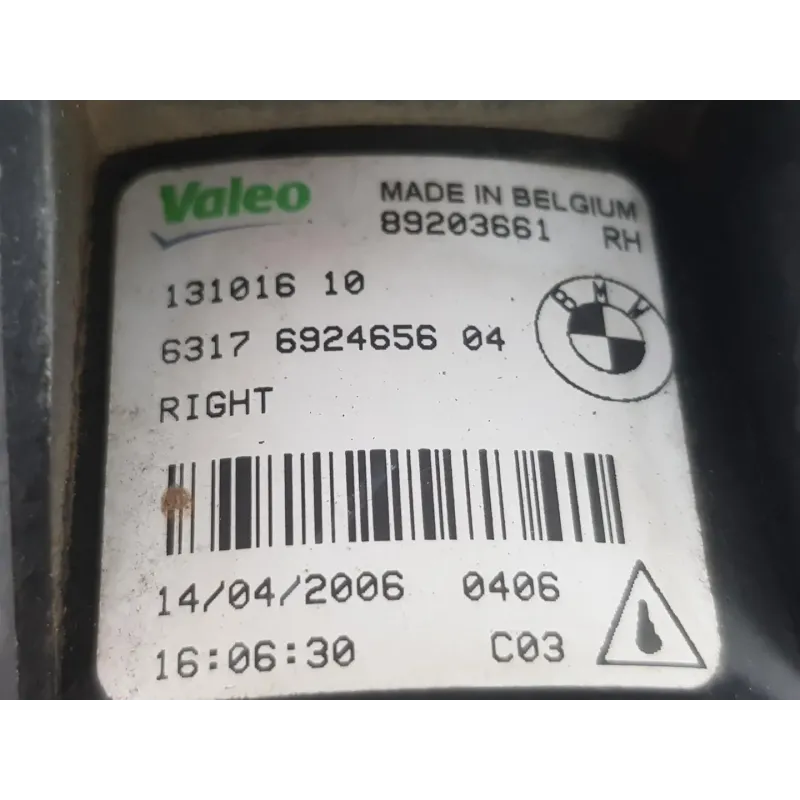 Valeo
MADE IN BELGIUM
89203661 RH
131016 10
6317 6924656 04
BMW
RIGHT
14/04/2006 0406
16:06:30 C03